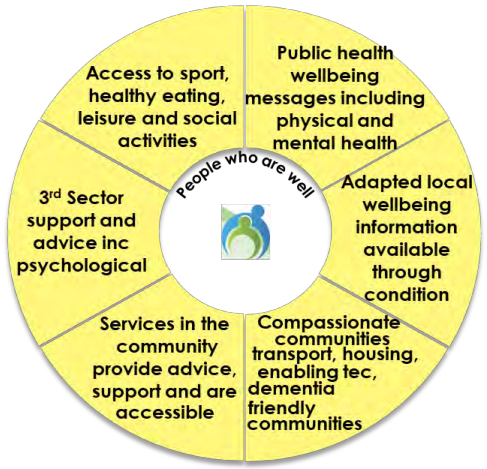 Public health
wellbeing
messages including
physical and
mental health
Adapted local
wellbeing
information
available
through
condition
Compassionate
communities
transport, housing,
enabling tec,
dementia
friendly
communities
Services in the
community
provide advice,
support and are
accessible
3rd Sector
support and
advice inc
psychological
Access to sport,
healthy eating,
leisure and social
activities
People who are well